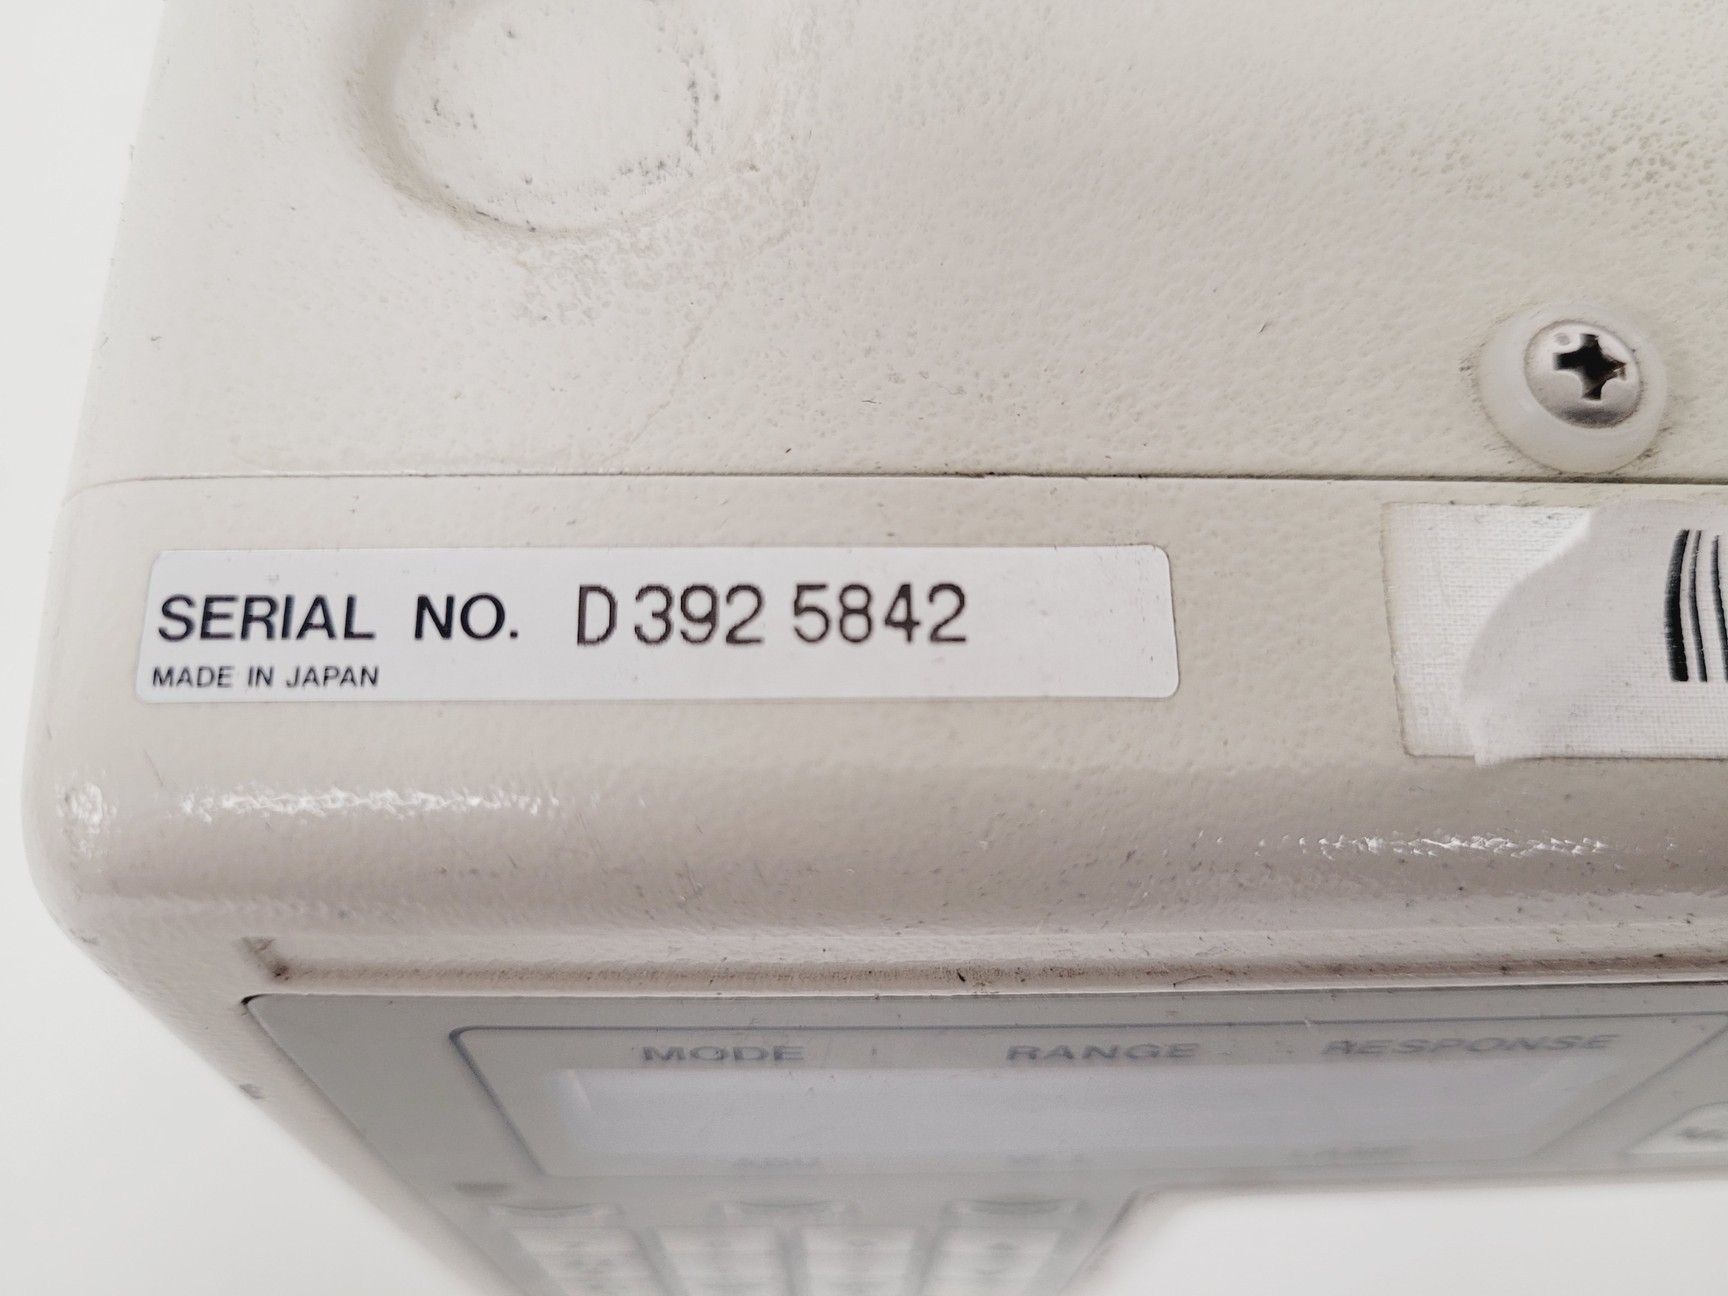 SERIAL NO. D392 5842
MADE IN JAPAN
MODE RANGE RESPONSE